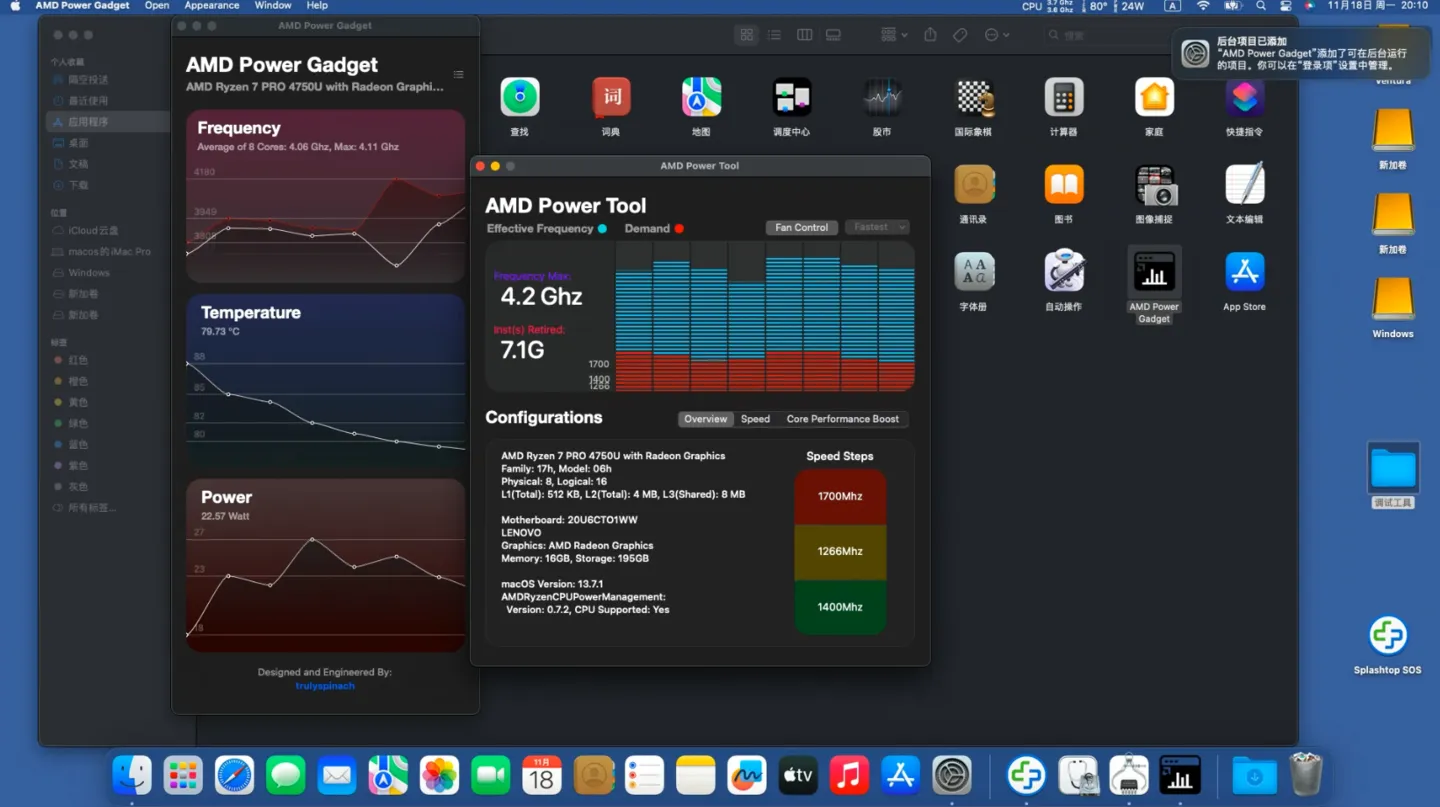 AMD Power Gadget Open Appearance Window Help
CPU 3.7 Ghz 3.6 Ghz 80° 24W A 11月18日 周一 20:10
后台项目已添加
“AMD Power Gadget”添加了可在后台运行
的项目。你可以在“登录项”设置中管理。
个人收藏
隔空投送
最近使用
应用程序
桌面
文稿
下载
位置
iCloud云盘
macos的iMac Pro
Windows
新加卷
新加卷
标签
红色
橙色
黄色
绿色
蓝色
紫色
灰色
所有标签...
AMD Power Gadget
AMD Power Gadget
AMD Ryzen 7 PRO 4750U with Radeon Graphi...
Frequency
Average of 8 Cores: 4.06 Ghz, Max: 4.11 Ghz
4180
3949
Temperature
79.73 °C
88
85
82
80
Power
22.57 Watt
27
23
18
Designed and Engineered By:
trulyspinach
搜索
查找
词
词典
地图
调度中心
股市
国际象棋
计算器
家庭
快捷指令
通讯录
图书
图像捕捉
文本编辑
字体册
自动操作
AMD Power
Gadget
App Store
AMD Power Tool
AMD Power Tool
Effective Frequency Demand Fan Control Fastest
Frequency Max:
4.2 Ghz
Inst(s) Retired:
7.1G
1700
1400
1266
Configurations Overview Speed Core Performance Boost
AMD Ryzen 7 PRO 4750U with Radeon Graphics
Family: 17h, Model: 06h
Physical: 8, Logical: 16
L1(Total): 512 KB, L2(Total): 4 MB, L3(Shared): 8 MB
Motherboard: 20U6CTO1WW
LENOVO
Graphics: AMD Radeon Graphics
Memory: 16GB, Storage: 195GB
macOS Version: 13.7.1
AMDRyzenCPUPowerManagement:
Version: 0.7.2, CPU Supported: Yes
Speed Steps
1700Mhz
1266Mhz
1400Mhz
Ventura
新加卷
新加卷
Windows
调试工具
Splashtop SOS
11月
18
tv